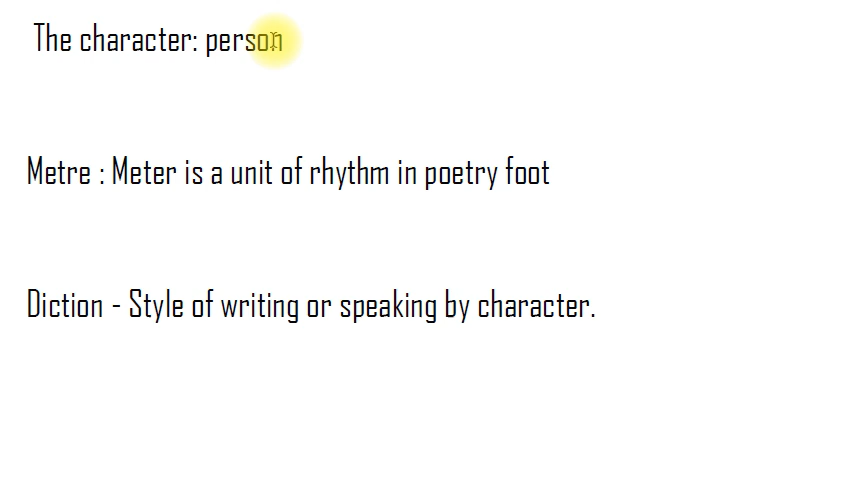 The character: person
Metre : Meter is a unit of rhythm in poetry foot
Diction - Style of writing or speaking by character.